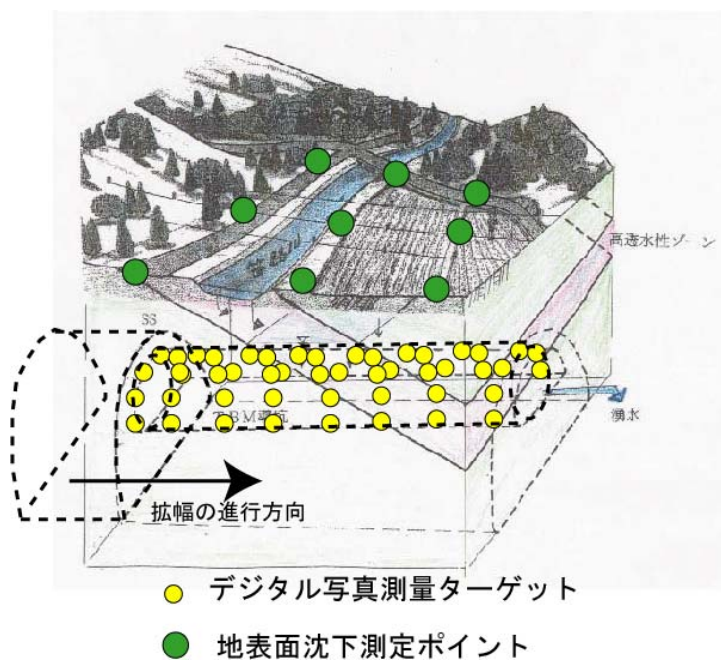 高透水性ゾーン
SS
TBM導坑
湧水
拡幅の進行方向
デジタル写真測量ターゲット
地表面沈下測定ポイント